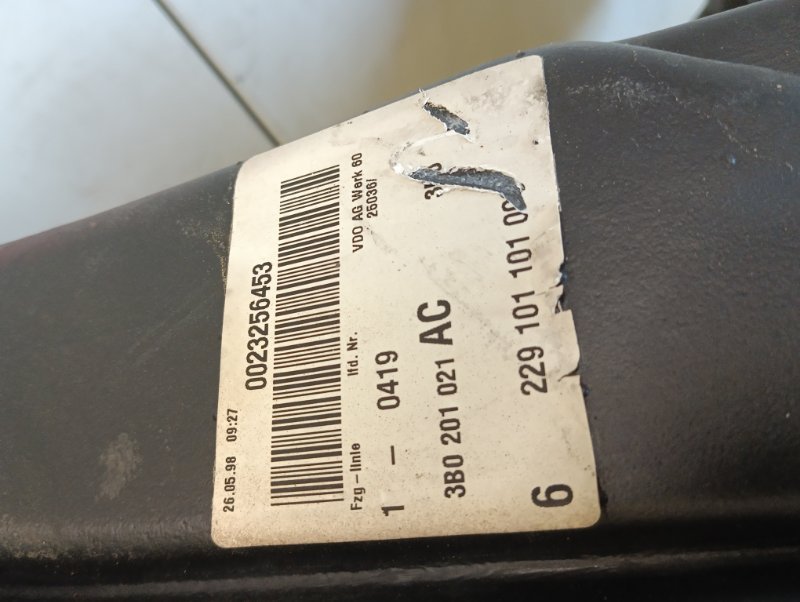 26.05.98 09:27
0023256453
Fzg-linie lfd. Nr. VDO AG Werk 60
25036/
1 - 0419
3B0 201 021 AC
6 229 101 101